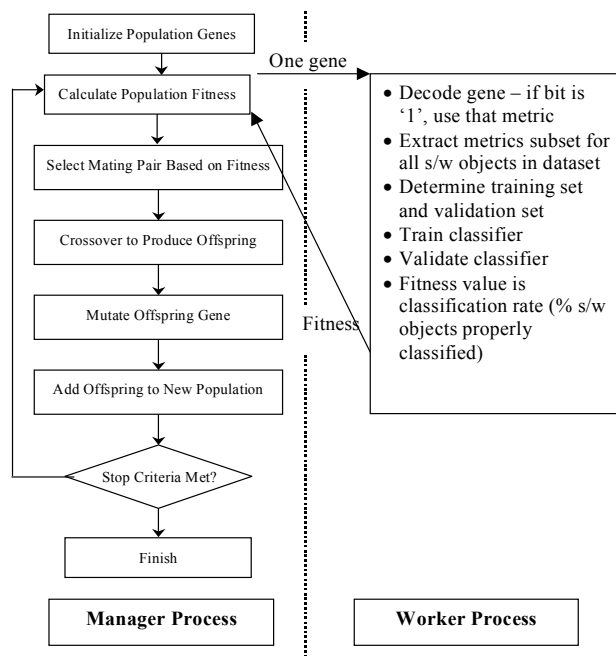 Initialize Population Genes
One gene
Calculate Population Fitness
Select Mating Pair Based on Fitness
Crossover to Produce Offspring
Mutate Offspring Gene
Add Offspring to New Population
Stop Criteria Met?
Finish
Fitness
• Decode gene – if bit is
‘1’, use that metric
• Extract metrics subset for
all s/w objects in dataset
• Determine training set
and validation set
• Train classifier
• Validate classifier
• Fitness value is
classification rate (% s/w
objects properly
classified)
Manager Process
Worker Process